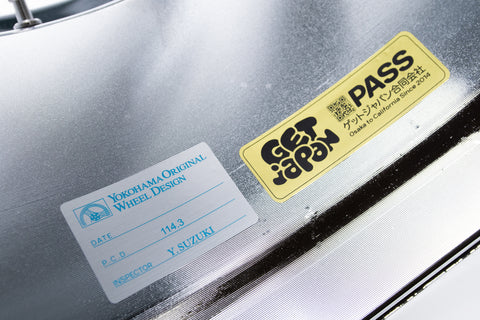 YOKOHAMA ORIGINAL
WHEEL DESIGN
DATE
P.C.D. 114.3
INSPECTOR Y.SUZUKI
GET
JAPAN
PASS
ゲットジャパン合同会社
Osaka to California Since 2014